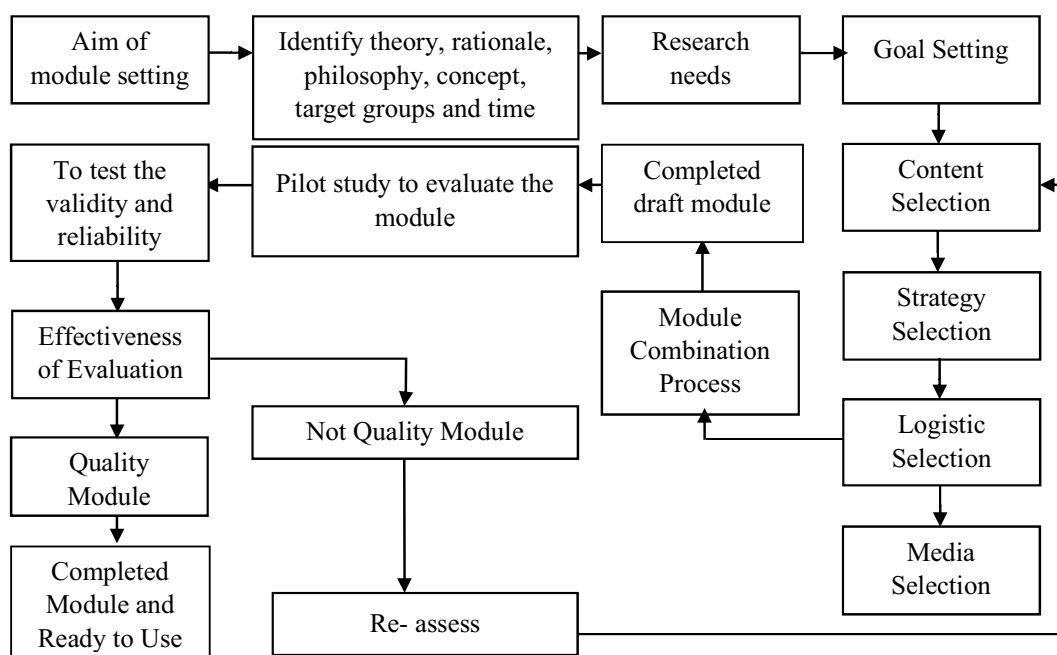 Aim of
module setting
Identify theory, rationale,
philosophy, concept,
target groups and time
Research
needs
Goal Setting
To test the
validity and
reliability
Pilot study to evaluate the
module
Completed
draft module
Content
Selection
Effectiveness
of Evaluation
Module
Combination
Process
Strategy
Selection
Not Quality Module
Logistic
Selection
Quality
Module
Media
Selection
Completed
Module and
Ready to Use
Re- assess